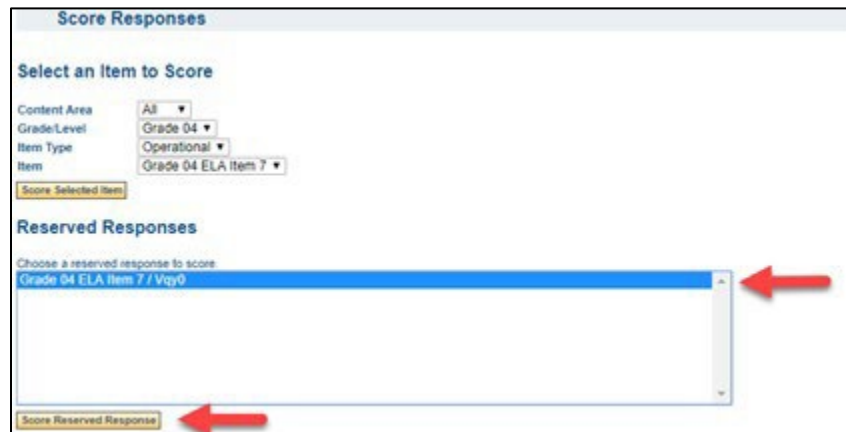 Score Responses
Select an Item to Score
Content Area All
Grade/Level Grade 04
Item Type Operational
Item Grade 04 ELA Item 7
Score Selected Item
Reserved Responses
Choose a reserved response to score
Grade 04 ELA Item 7 / Vqy0
Score Reserved Response